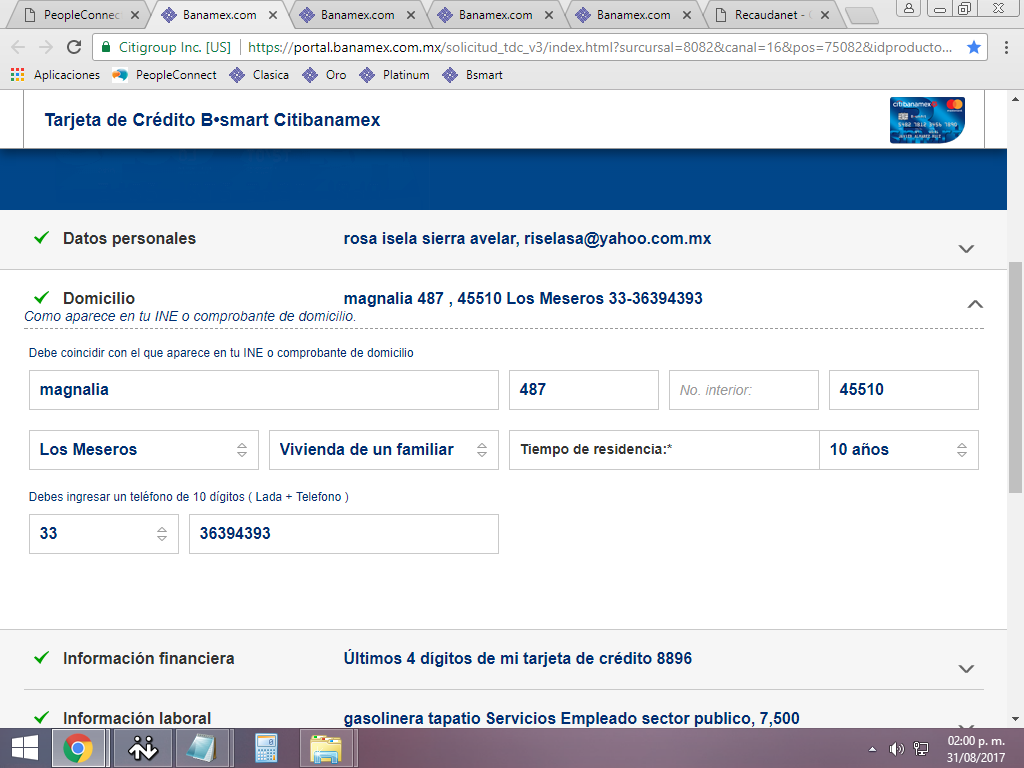 PeopleConnec
Banamex.com
Banamex.com
Banamex.com
Banamex.com
Recaudanet -
Citigroup Inc. [US]
https://portal.banamex.com.mx/solicitud_tdc_v3/index.html?surcursal=8082&canal=16&pos=75082&idproducto...
Aplicaciones
PeopleConnect
Clasica
Oro
Platinum
Bsmart
Tarjeta de Crédito B•smart Citibanamex
citibanamex
Datos personales
rosa isela sierra avelar, riselasa@yahoo.com.mx
Domicilio
magnalia 487 , 45510 Los Meseros 33-36394393
Como aparece en tu INE o comprobante de domicilio.
Debe coincidir con el que aparece en tu INE o comprobante de domicilio
magnalia
487
No. interior:
45510
Los Meseros
Vivienda de un familiar
Tiempo de residencia:*
10 años
Debes ingresar un teléfono de 10 dígitos ( Lada + Telefono )
33
36394393
Información financiera
Últimos 4 dígitos de mi tarjeta de crédito 8896
Información laboral
gasolinera tapatio Servicios Empleado sector publico, 7,500
02:00 p. m.
31/08/2017